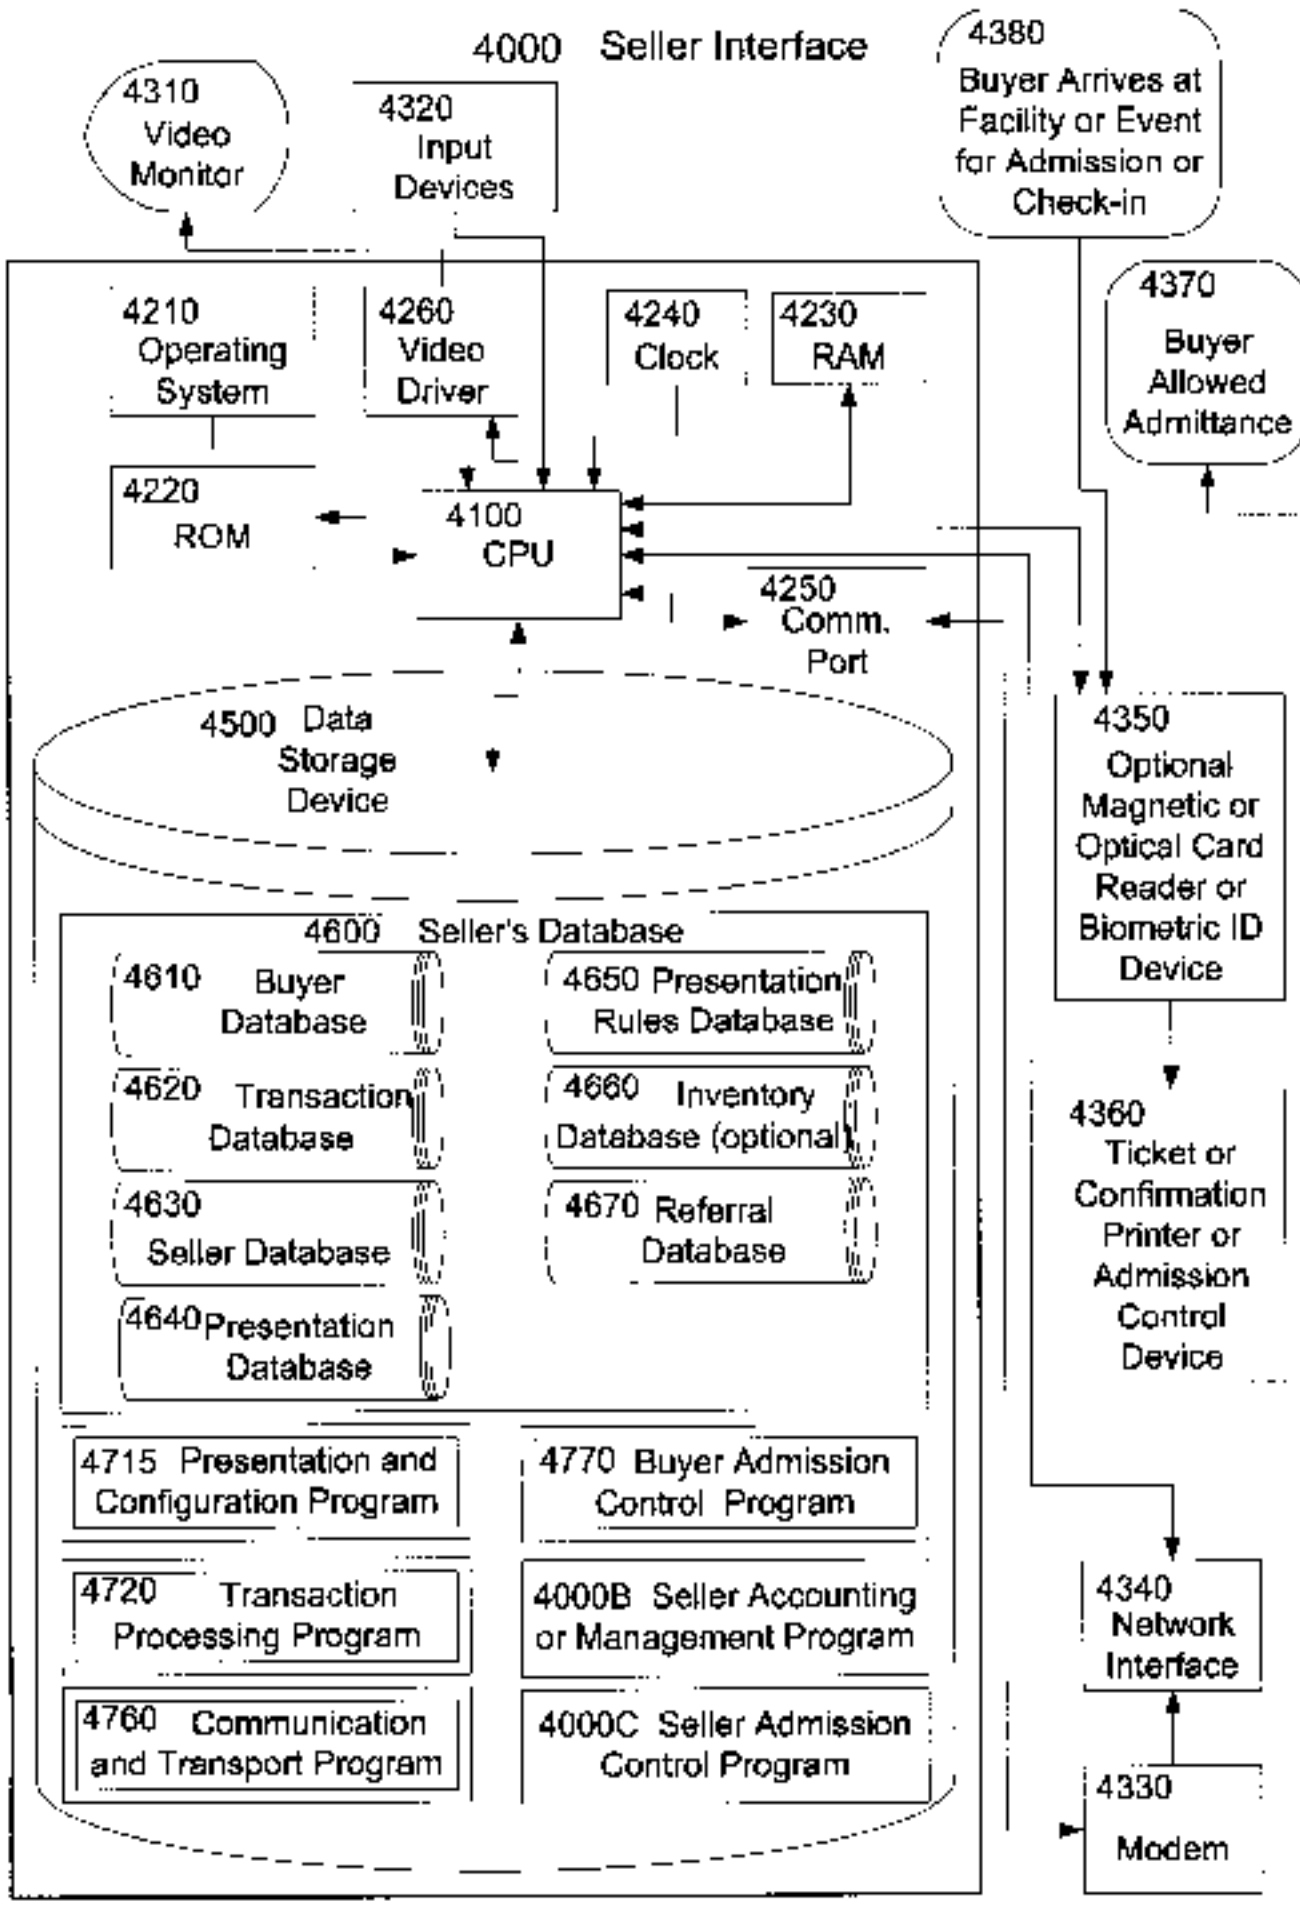 4000 Seller Interface
4310
Video
Monitor
4320
Input
Devices
4380
Buyer Arrives at
Facility or Event
for Admission or
Check-in
4370
Buyer
Allowed
Admittance
4210
Operating
System
4260
Video
Driver
4240
Clock
4230
RAM
4220
ROM
4100
CPU
4250
Comm.
Port
4500 Data
Storage
Device
4350
Optional
Magnetic or
Optical Card
Reader or
Biometric ID
Device
4600 Seller's Database
4610 Buyer
Database
4650 Presentation
Rules Database
4620 Transaction
Database
4660 Inventory
Database (optional)
4630
Seller Database
4670 Referral
Database
4640 Presentation
Database
4360
Ticket or
Confirmation
Printer or
Admission
Control
Device
4715 Presentation and
Configuration Program
4770 Buyer Admission
Control Program
4720 Transaction
Processing Program
4000B Seller Accounting
or Management Program
4760 Communication
and Transport Program
4000C Seller Admission
Control Program
4340
Network
Interface
4330
Modem